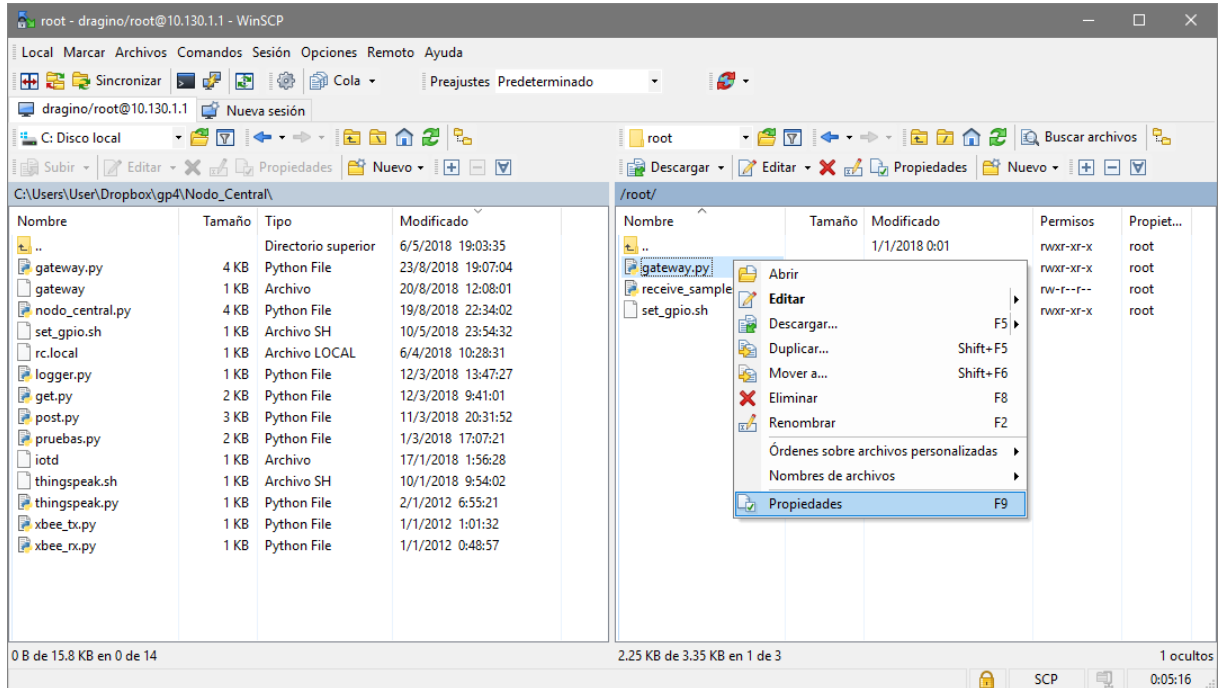 root - dragino/root@10.130.1.1 - WinSCP
Local Marcar Archivos Comandos Sesión Opciones Remoto Ayuda
Sincronizar Cola Preajustes Predeterminado
dragino/root@10.130.1.1 Nueva sesión
C: Disco local
Subir Editar Propiedades Nuevo
C:\Users\User\Dropbox\gp4\Nodo_Central\
Nombre Tamaño Tipo Modificado
.. Directorio superior 6/5/2018 19:03:35
gateway.py 4 KB Python File 23/8/2018 19:07:04
gateway 1 KB Archivo 20/8/2018 12:08:01
nodo_central.py 4 KB Python File 19/8/2018 22:34:02
set_gpio.sh 1 KB Archivo SH 10/5/2018 23:54:32
rc.local 1 KB Archivo LOCAL 6/4/2018 10:28:31
logger.py 1 KB Python File 12/3/2018 13:47:27
get.py 2 KB Python File 12/3/2018 9:41:01
post.py 3 KB Python File 11/3/2018 20:31:52
pruebas.py 2 KB Python File 1/3/2018 17:07:21
iotd 1 KB Archivo 17/1/2018 1:56:28
thingspeak.sh 1 KB Archivo SH 10/1/2018 9:54:02
thingspeak.py 1 KB Python File 2/1/2012 6:55:21
xbee_tx.py 1 KB Python File 1/1/2012 1:01:32
xbee_rx.py 1 KB Python File 1/1/2012 0:48:57
0 B de 15.8 KB en 0 de 14
root Buscar archivos
Descargar Editar Propiedades Nuevo
/root/
Nombre Tamaño Modificado Permisos Propiet...
.. 1/1/2018 0:01 rwxr-xr-x root
gateway.py rwxr-xr-x root
receive_sample rw-r--r-- root
set_gpio.sh rwxr-xr-x root
Abrir
Editar
Descargar... F5
Duplicar... Shift+F5
Mover a... Shift+F6
Eliminar F8
Renombrar F2
Órdenes sobre archivos personalizadas
Nombres de archivos
Propiedades F9
2.25 KB de 3.35 KB en 1 de 3 1 ocultos
SCP 0:05:16